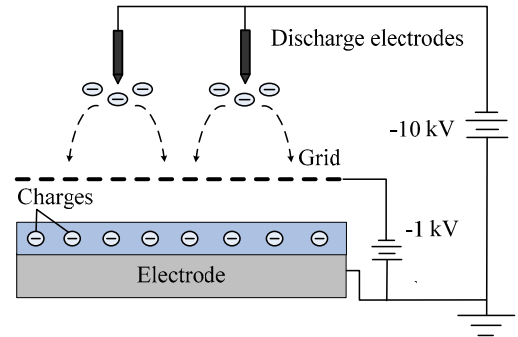 Discharge electrodes
-10 kV
Grid
Charges
-1 kV
Electrode